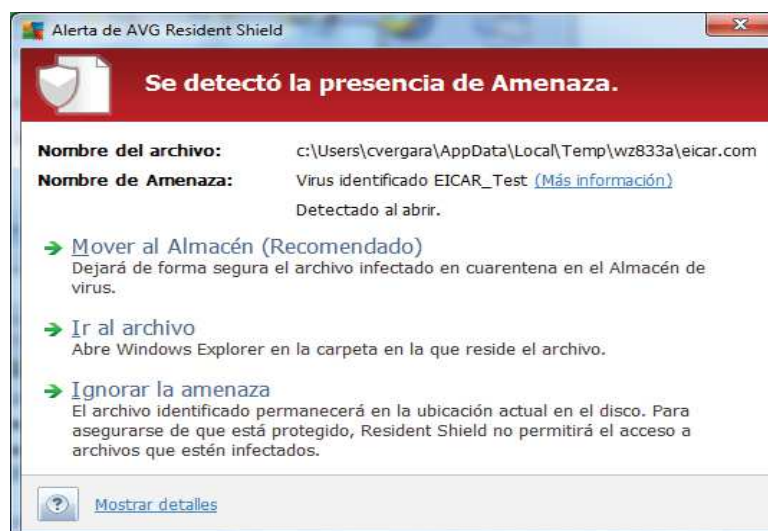 Alerta de AVG Resident Shield
Se detectó la presencia de Amenaza.
Nombre del archivo: c:\Users\cvergara\AppData\Local\Temp\wz833a\eicar.com
Nombre de Amenaza: Virus identificado EICAR_Test (Más información)
Detectado al abrir.
Mover al Almacén (Recomendado)
Dejará de forma segura el archivo infectado en cuarentena en el Almacén de
virus.
Ir al archivo
Abre Windows Explorer en la carpeta en la que reside el archivo.
Ignorar la amenaza
El archivo identificado permanecerá en la ubicación actual en el disco. Para
asegurarse de que está protegido, Resident Shield no permitirá el acceso a
archivos que estén infectados.
? Mostrar detalles